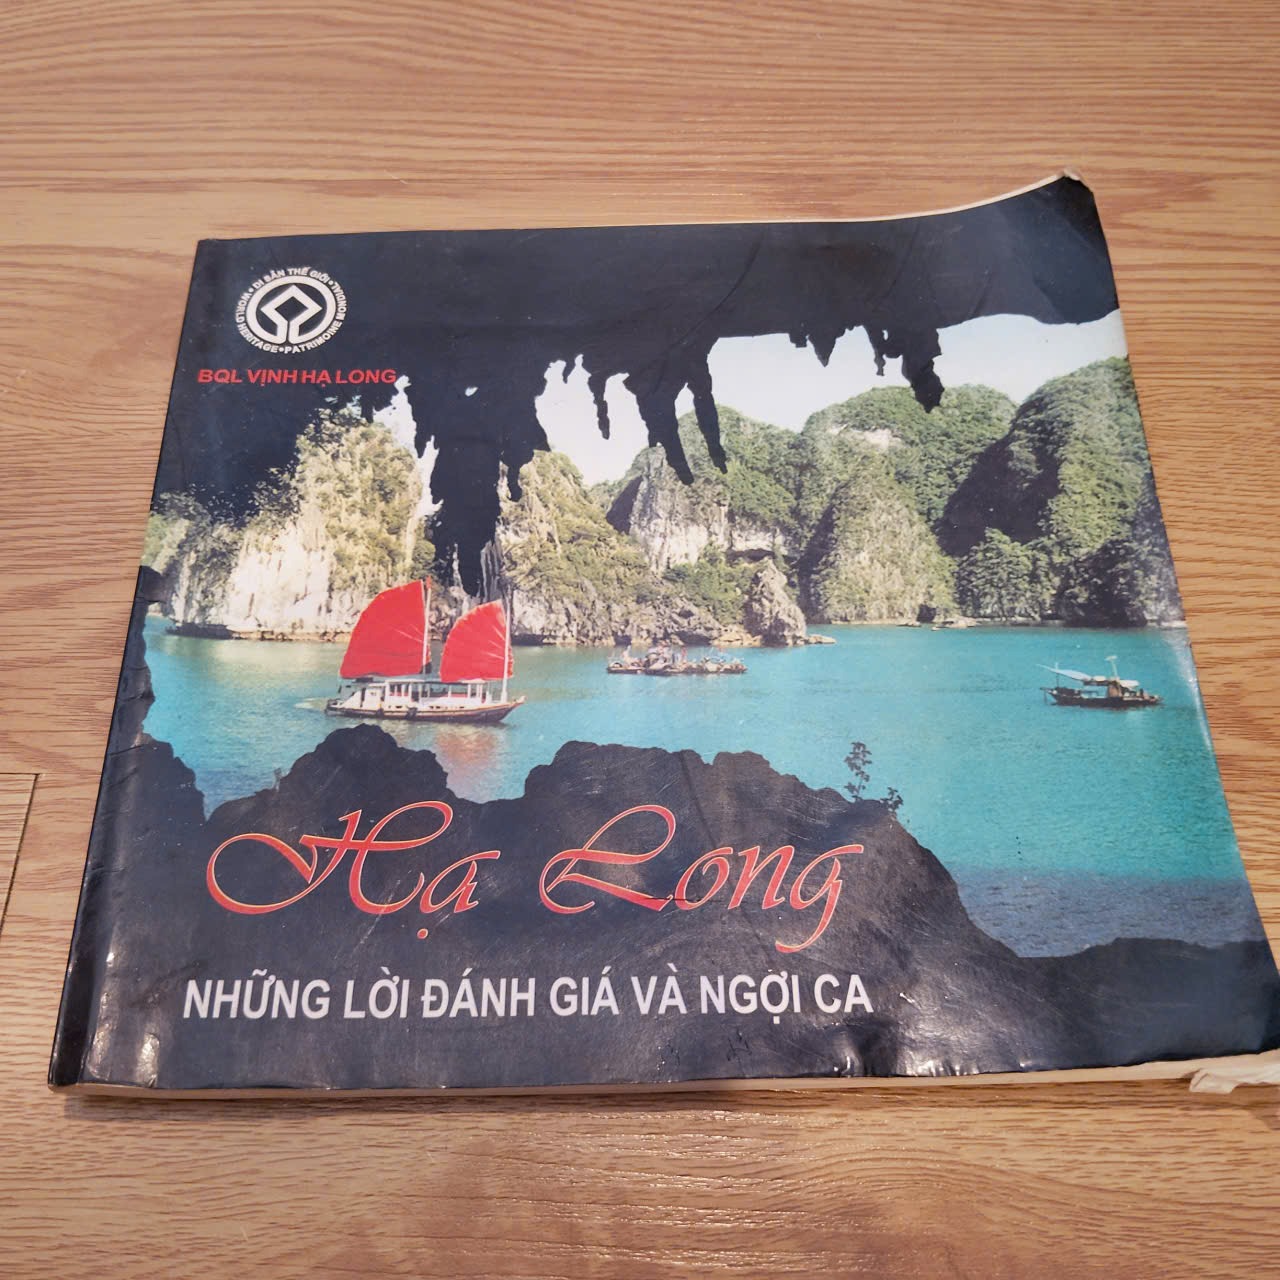 DI SẢN THẾ GIỚI • WORLD HERITAGE • PATRIMOINE MONDIAL •
BQL VỊNH HẠ LONG
Hạ Long
NHỮNG LỜI ĐÁNH GIÁ VÀ NGỢI CA